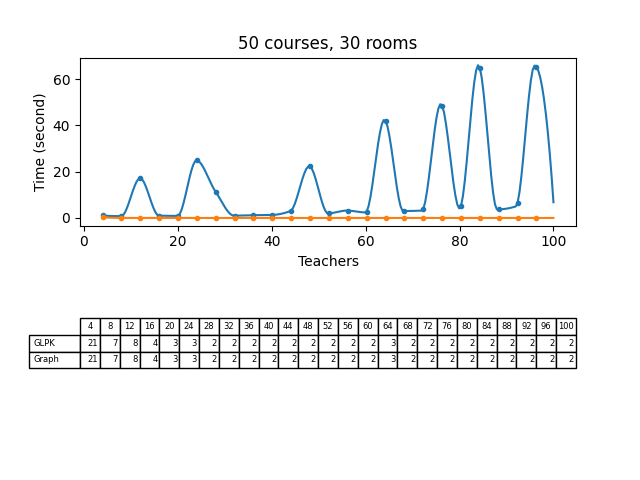 50 courses, 30 rooms
60
40
20
0
Time (second)
0 20 40 60 80 100
Teachers
4 8 12 16 20 24 28 32 36 40 44 48 52 56 60 64 68 72 76 80 84 88 92 96 100
GLPK 21 7 8 4 3 3 2 2 2 2 2 2 2 2 2 3 2 2 2 2 2 2 2 2 2
Graph 21 7 8 4 3 3 2 2 2 2 2 2 2 2 2 3 2 2 2 2 2 2 2 2 2